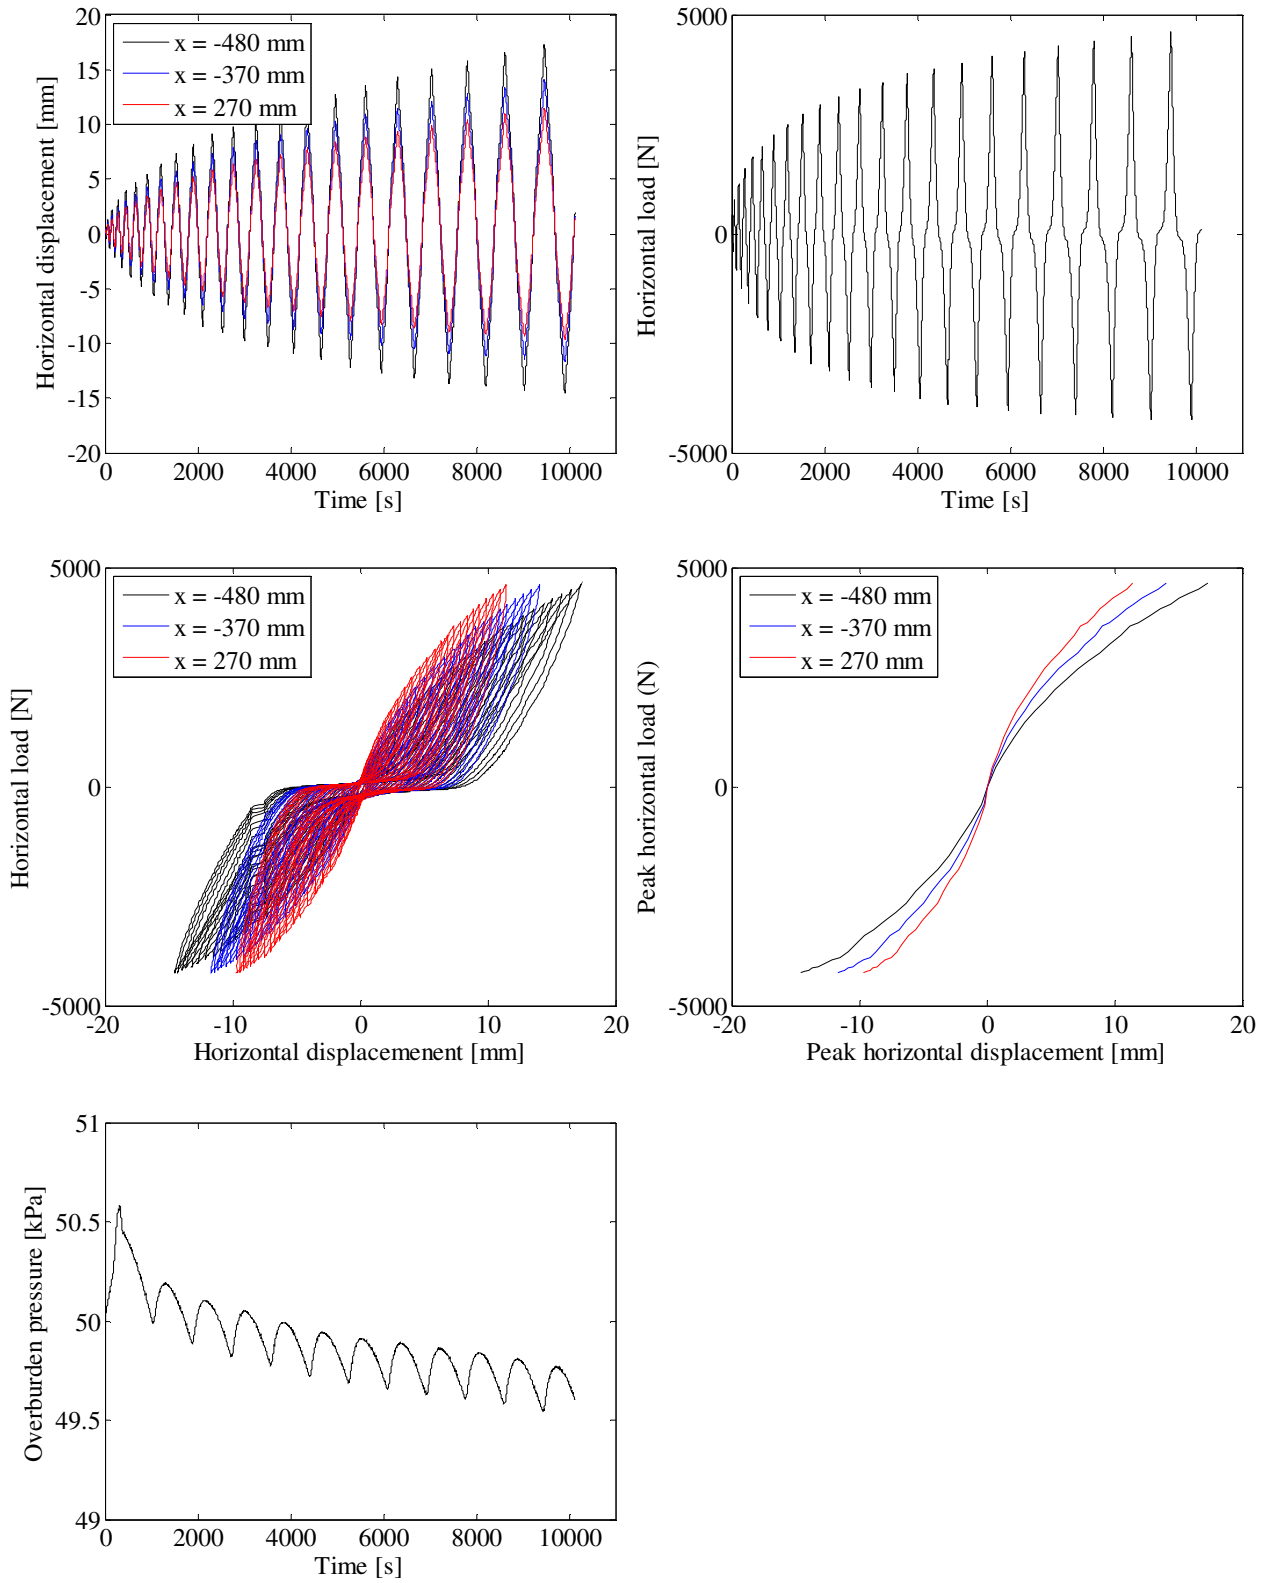 20
15
10
5
0
-5
-10
-15
-20
Horizontal displacement [mm]
x = -480 mm
x = -370 mm
x = 270 mm
0 2000 4000 6000 8000 10000
Time [s]
5000
0
-5000
Horizontal load [N]
0 2000 4000 6000 8000 10000
Time [s]
5000
0
-5000
Horizontal load [N]
x = -480 mm
x = -370 mm
x = 270 mm
-20 -10 0 10 20
Horizontal displacemenent [mm]
5000
0
-5000
Peak horizontal load (N)
x = -480 mm
x = -370 mm
x = 270 mm
-20 -10 0 10 20
Peak horizontal displacement [mm]
51
50.5
50
49.5
49
Overburden pressure [kPa]
0 2000 4000 6000 8000 10000
Time [s]